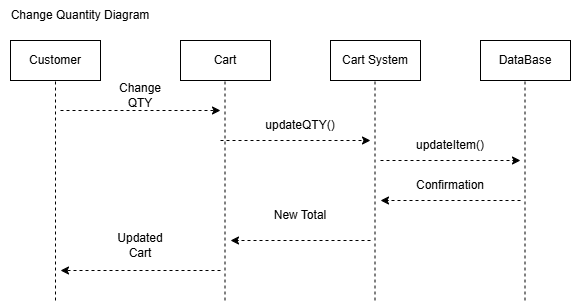 Change Quantity Diagram
Customer
Cart
Cart System
DataBase
Change
QTY
updateQTY()
updateItem()
Confirmation
New Total
Updated
Cart